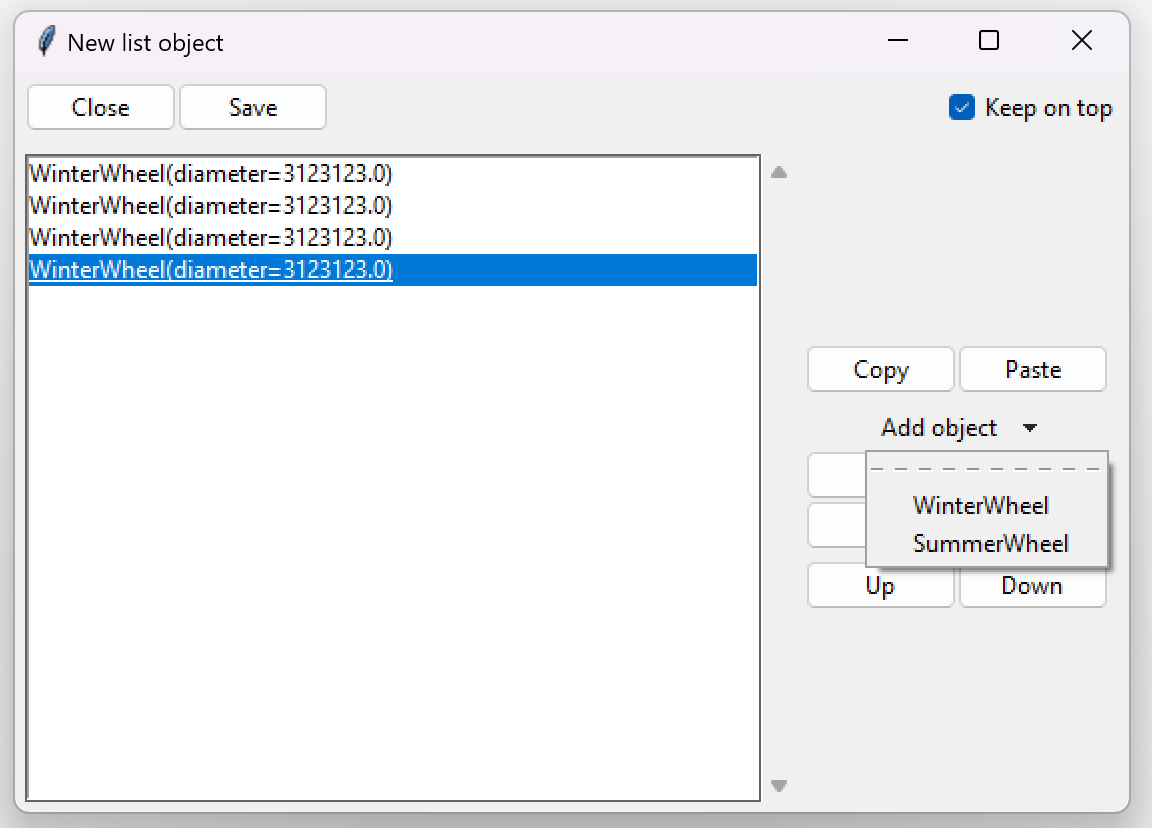 New list object
Close
Save
Keep on top
WinterWheel(diameter=3123123.0)
WinterWheel(diameter=3123123.0)
WinterWheel(diameter=3123123.0)
WinterWheel(diameter=3123123.0)
Copy
Paste
Add object
WinterWheel
SummerWheel
Up
Down